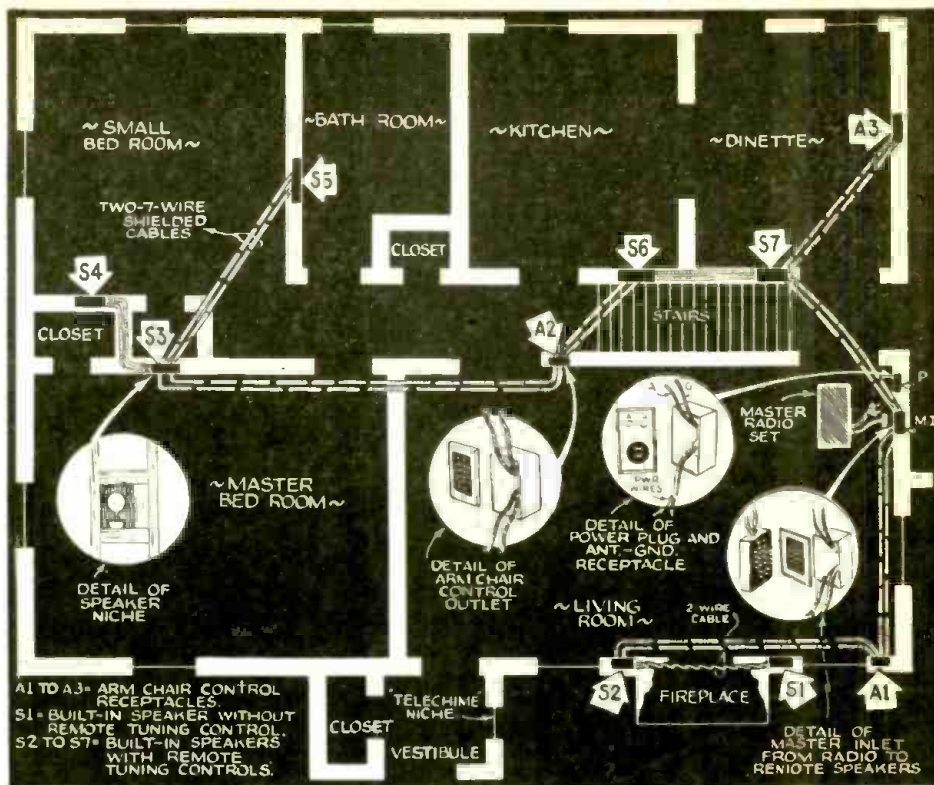 ~SMALL
BED ROOM~
~BATH ROOM~
~KITCHEN~
~DINETTE~
A3
S5
TWO-7-WIRE
SHIELDED
CABLES
CLOSET
S6
S7
S4
CLOSET
S3
A2
STAIRS
P
MASTER
RADIO
SET
M.I.
A G
PWR
WIRES
~MASTER
BED ROOM~
DETAIL OF
SPEAKER
NICHE
DETAIL OF
ARM CHAIR
CONTROL
OUTLET
DETAIL OF
POWER PLUG AND
ANT.-GND.
RECEPTACLE
~LIVING
ROOM~
2-WIRE
CABLE
S2
FIREPLACE
S1
A1
"TELECHIME"
NICHE
CLOSET
VESTIBULE
DETAIL OF
MASTER INLET
FROM RADIO TO
REMOTE SPEAKERS
A1 TO A3= ARM CHAIR CONTROL
RECEPTACLES.
S1= BUILT-IN SPEAKER WITHOUT
REMOTE TUNING CONTROL.
S2 TO S7= BUILT-IN SPEAKERS
WITH REMOTE
TUNING CONTROLS.